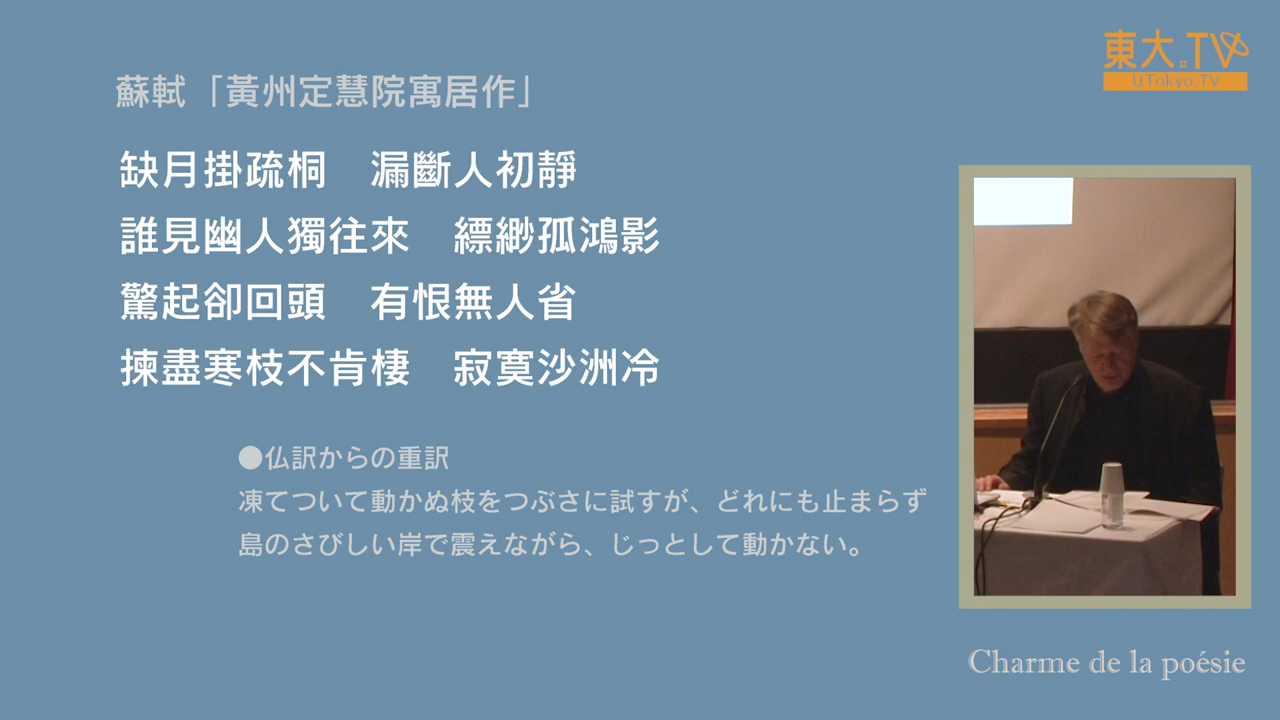 東大.TV
UTokyo.TV
蘇軾「黃州定慧院寓居作」
缺月掛疏桐　漏斷人初靜
誰見幽人獨往來　縹緲孤鴻影
驚起卻回頭　有恨無人省
揀盡寒枝不肯棲　寂寞沙洲冷
●仏訳からの重訳
凍てついて動かぬ枝をつぶさに試すが、どれにも止まらず
島のさびしい岸で震えながら、じっとして動かない。
Charme de la poésie